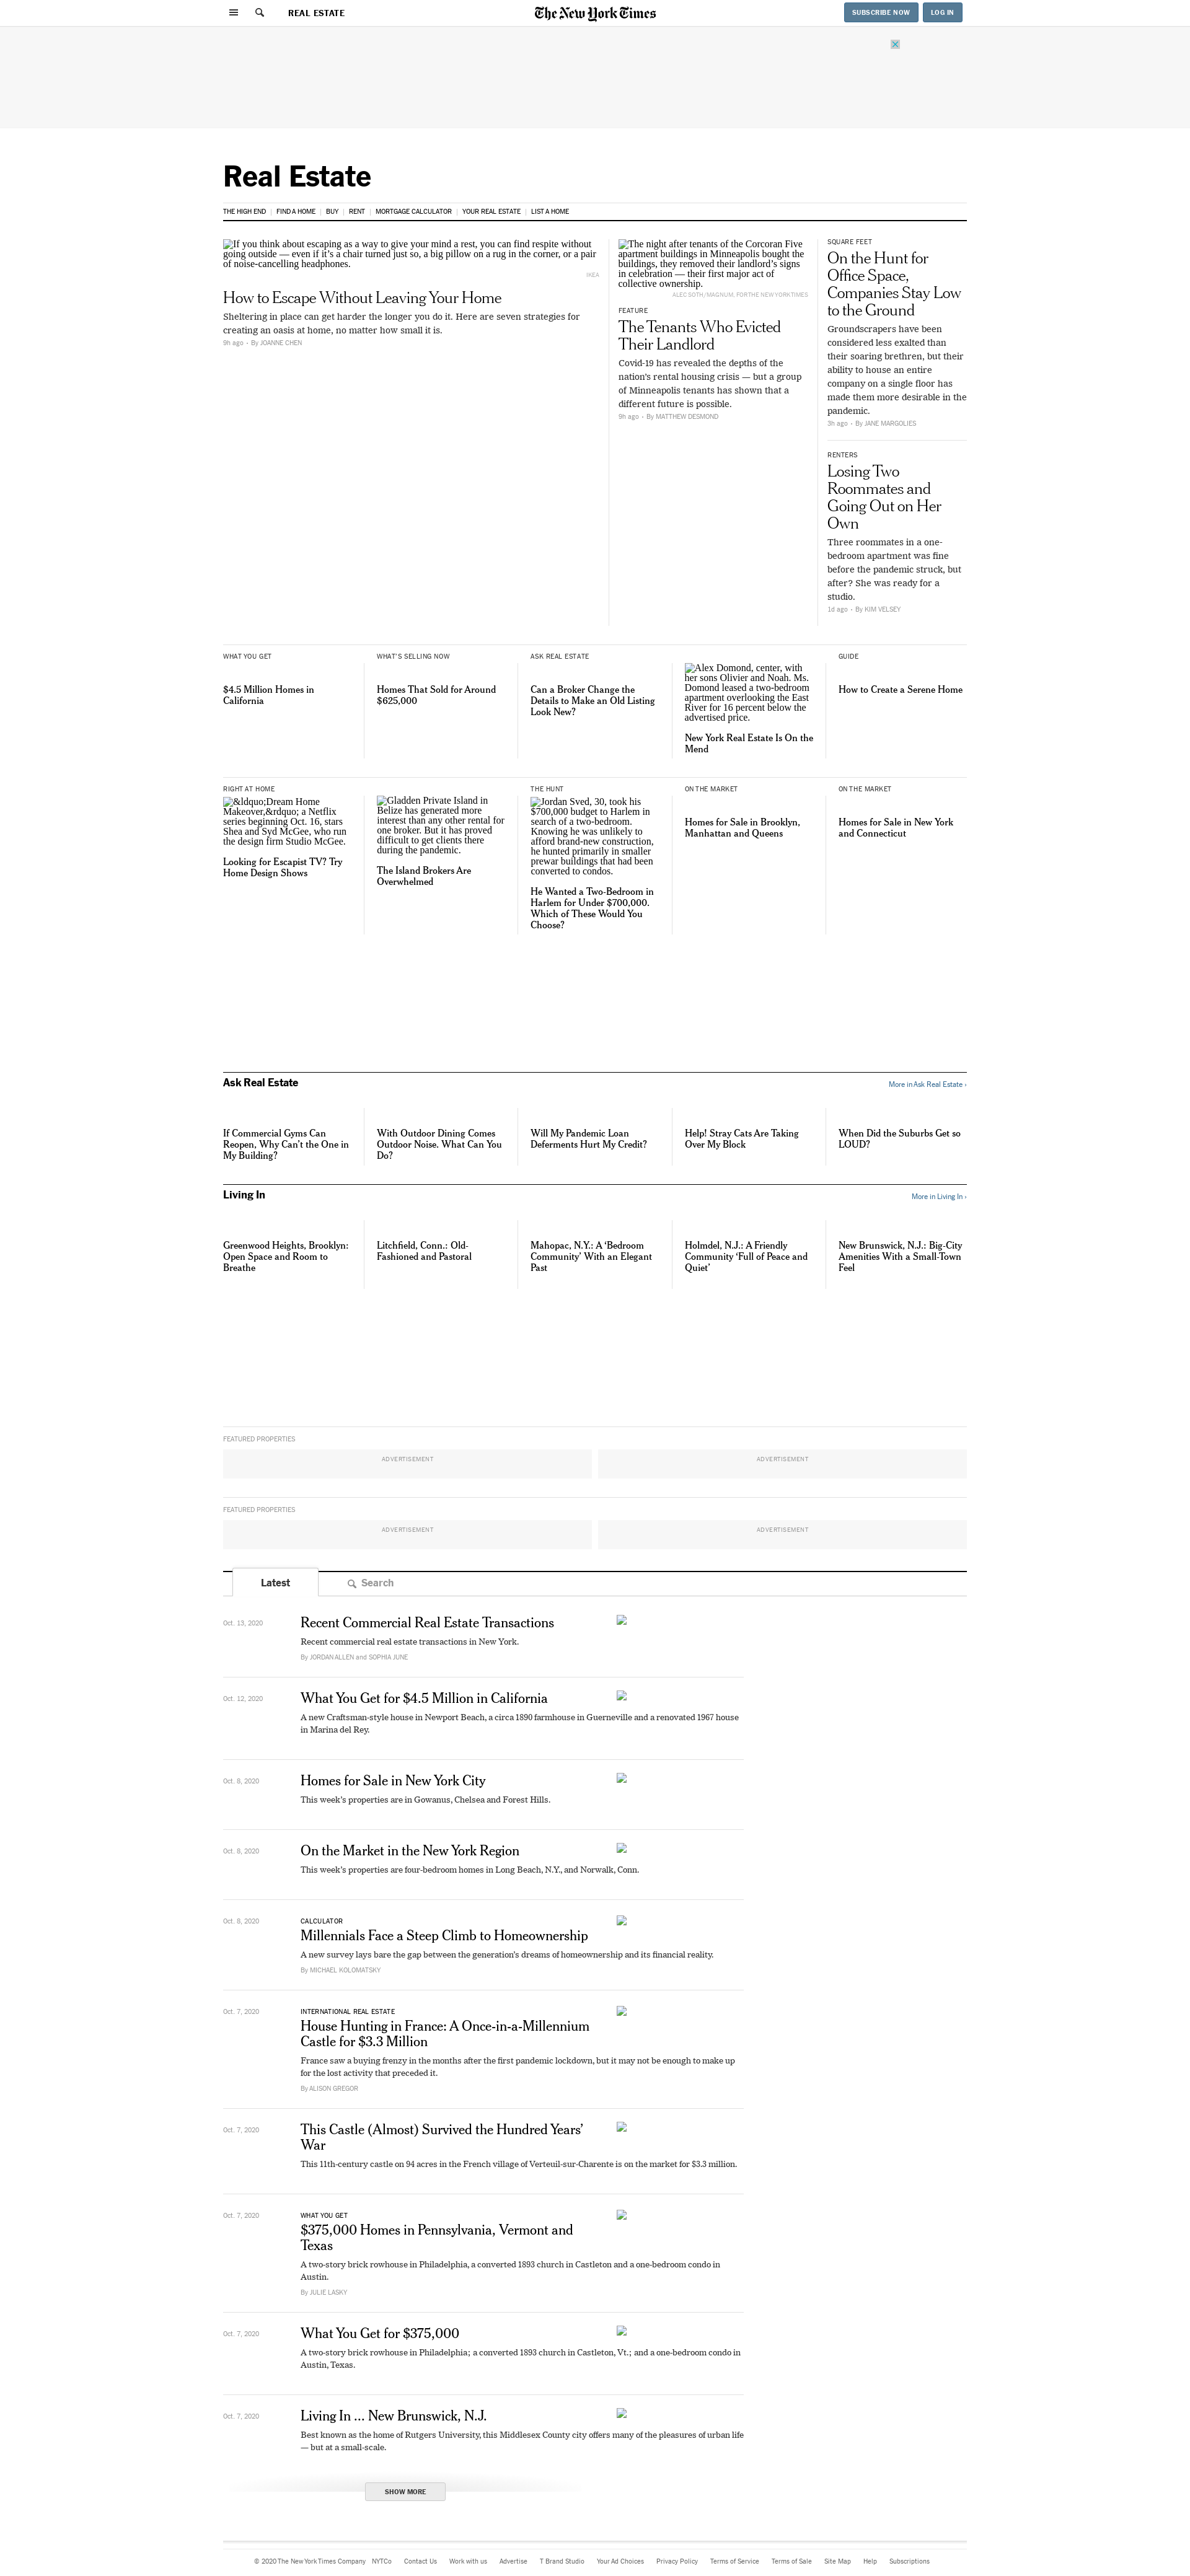 REAL ESTATE
The New York Times
SUBSCRIBE NOW
LOG IN
Real Estate
THE HIGH END | FIND A HOME | BUY | RENT | MORTGAGE CALCULATOR | YOUR REAL ESTATE | LIST A HOME
If you think about escaping as a way to give your mind a rest, you can find respite without
going outside — even if it's a chair turned just so, a big pillow on a rug in the corner, or a pair
of noise-cancelling headphones.
IKEA
How to Escape Without Leaving Your Home
Sheltering in place can get harder the longer you do it. Here are seven strategies for
creating an oasis at home, no matter how small it is.
9h ago • By JOANNE CHEN
The night after tenants of the Corcoran Five
apartment buildings in Minneapolis bought the
buildings, they removed their landlord's signs
in celebration — their first major act of
collective ownership.
ALEC SOTH/MAGNUM, FOR THE NEW YORK TIMES
FEATURE
The Tenants Who Evicted
Their Landlord
Covid-19 has revealed the depths of the
nation's rental housing crisis — but a group
of Minneapolis tenants has shown that a
different future is possible.
9h ago • By MATTHEW DESMOND
SQUARE FEET
On the Hunt for
Office Space,
Companies Stay Low
to the Ground
Groundscrapers have been
considered less exalted than
their soaring brethren, but their
ability to house an entire
company on a single floor has
made them more desirable in the
pandemic.
3h ago • By JANE MARGOLIES
RENTERS
Losing Two
Roommates and
Going Out on Her
Own
Three roommates in a one-
bedroom apartment was fine
before the pandemic struck, but
after? She was ready for a
studio.
1d ago • By KIM VELSEY
WHAT YOU GET
$4.5 Million Homes in
California
WHAT'S SELLING NOW
Homes That Sold for Around
$625,000
ASK REAL ESTATE
Can a Broker Change the
Details to Make an Old Listing
Look New?
Alex Domond, center, with
her sons Olivier and Noah. Ms.
Domond leased a two-bedroom
apartment overlooking the East
River for 16 percent below the
advertised price.
New York Real Estate Is On the
Mend
GUIDE
How to Create a Serene Home
RIGHT AT HOME
&ldquo;Dream Home
Makeover,&rdquo; a Netflix
series beginning Oct. 16, stars
Shea and Syd McGee, who run
the design firm Studio McGee.
Looking for Escapist TV? Try
Home Design Shows
Gladden Private Island in
Belize has generated more
interest than any other rental for
one broker. But it has proved
difficult to get clients there
during the pandemic.
The Island Brokers Are
Overwhelmed
THE HUNT
Jordan Sved, 30, took his
$700,000 budget to Harlem in
search of a two-bedroom.
Knowing he was unlikely to
afford brand-new construction,
he hunted primarily in smaller
prewar buildings that had been
converted to condos.
He Wanted a Two-Bedroom in
Harlem for Under $700,000.
Which of These Would You
Choose?
ON THE MARKET
Homes for Sale in Brooklyn,
Manhattan and Queens
ON THE MARKET
Homes for Sale in New York
and Connecticut
Ask Real Estate
More in Ask Real Estate ›
If Commercial Gyms Can
Reopen, Why Can't the One in
My Building?
With Outdoor Dining Comes
Outdoor Noise. What Can You
Do?
Will My Pandemic Loan
Deferments Hurt My Credit?
Help! Stray Cats Are Taking
Over My Block
When Did the Suburbs Get so
LOUD?
Living In
More in Living In ›
Greenwood Heights, Brooklyn:
Open Space and Room to
Breathe
Litchfield, Conn.: Old-
Fashioned and Pastoral
Mahopac, N.Y.: A ‘Bedroom
Community’ With an Elegant
Past
Holmdel, N.J.: A Friendly
Community ‘Full of Peace and
Quiet’
New Brunswick, N.J.: Big-City
Amenities With a Small-Town
Feel
FEATURED PROPERTIES
ADVERTISEMENT
ADVERTISEMENT
FEATURED PROPERTIES
ADVERTISEMENT
ADVERTISEMENT
Latest
Search
Oct. 13, 2020
Recent Commercial Real Estate Transactions
Recent commercial real estate transactions in New York.
By JORDAN ALLEN and SOPHIA JUNE
Oct. 12, 2020
What You Get for $4.5 Million in California
A new Craftsman-style house in Newport Beach, a circa 1890 farmhouse in Guerneville and a renovated 1967 house
in Marina del Rey.
Oct. 8, 2020
Homes for Sale in New York City
This week's properties are in Gowanus, Chelsea and Forest Hills.
Oct. 8, 2020
On the Market in the New York Region
This week's properties are four-bedroom homes in Long Beach, N.Y., and Norwalk, Conn.
Oct. 8, 2020
CALCULATOR
Millennials Face a Steep Climb to Homeownership
A new survey lays bare the gap between the generation's dreams of homeownership and its financial reality.
By MICHAEL KOLOMATSKY
Oct. 7, 2020
INTERNATIONAL REAL ESTATE
House Hunting in France: A Once-in-a-Millennium
Castle for $3.3 Million
France saw a buying frenzy in the months after the first pandemic lockdown, but it may not be enough to make up
for the lost activity that preceded it.
By ALISON GREGOR
Oct. 7, 2020
This Castle (Almost) Survived the Hundred Years’
War
This 11th-century castle on 94 acres in the French village of Verteuil-sur-Charente is on the market for $3.3 million.
Oct. 7, 2020
WHAT YOU GET
$375,000 Homes in Pennsylvania, Vermont and
Texas
A two-story brick rowhouse in Philadelphia, a converted 1893 church in Castleton and a one-bedroom condo in
Austin.
By JULIE LASKY
Oct. 7, 2020
What You Get for $375,000
A two-story brick rowhouse in Philadelphia; a converted 1893 church in Castleton, Vt.; and a one-bedroom condo in
Austin, Texas.
Oct. 7, 2020
Living In ... New Brunswick, N.J.
Best known as the home of Rutgers University, this Middlesex County city offers many of the pleasures of urban life
— but at a small-scale.
SHOW MORE
© 2020 The New York Times Company NYTCo Contact Us Work with us Advertise T Brand Studio Your Ad Choices Privacy Policy Terms of Service Terms of Sale Site Map Help Subscriptions